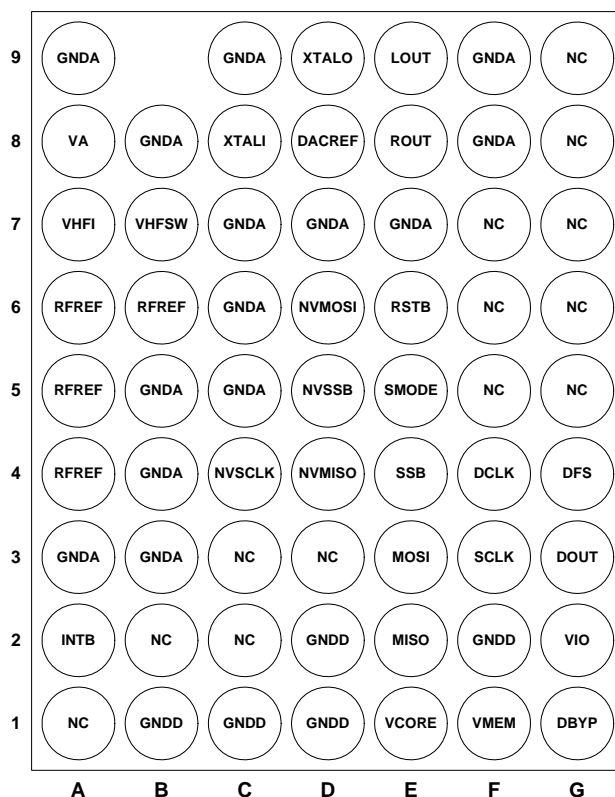 9 GNDA GNDA XTALO LOUT GNDA NC
8 VA GNDA XTALI DACREF ROUT GNDA NC
7 VHFI VHFSW GNDA GNDA GNDA NC NC
6 RFREF RFREF GNDA NVMOSI RSTB NC NC
5 RFREF GNDA GNDA NVSSB SMODE NC NC
4 RFREF GNDA NVSCLK NVMISO SSB DCLK DFS
3 GNDA GNDA NC NC MOSI SCLK DOUT
2 INTB NC NC GNDD MISO GNDD VIO
1 NC GNDD GNDD GNDD VCORE VMEM DBYP
A B C D E F G